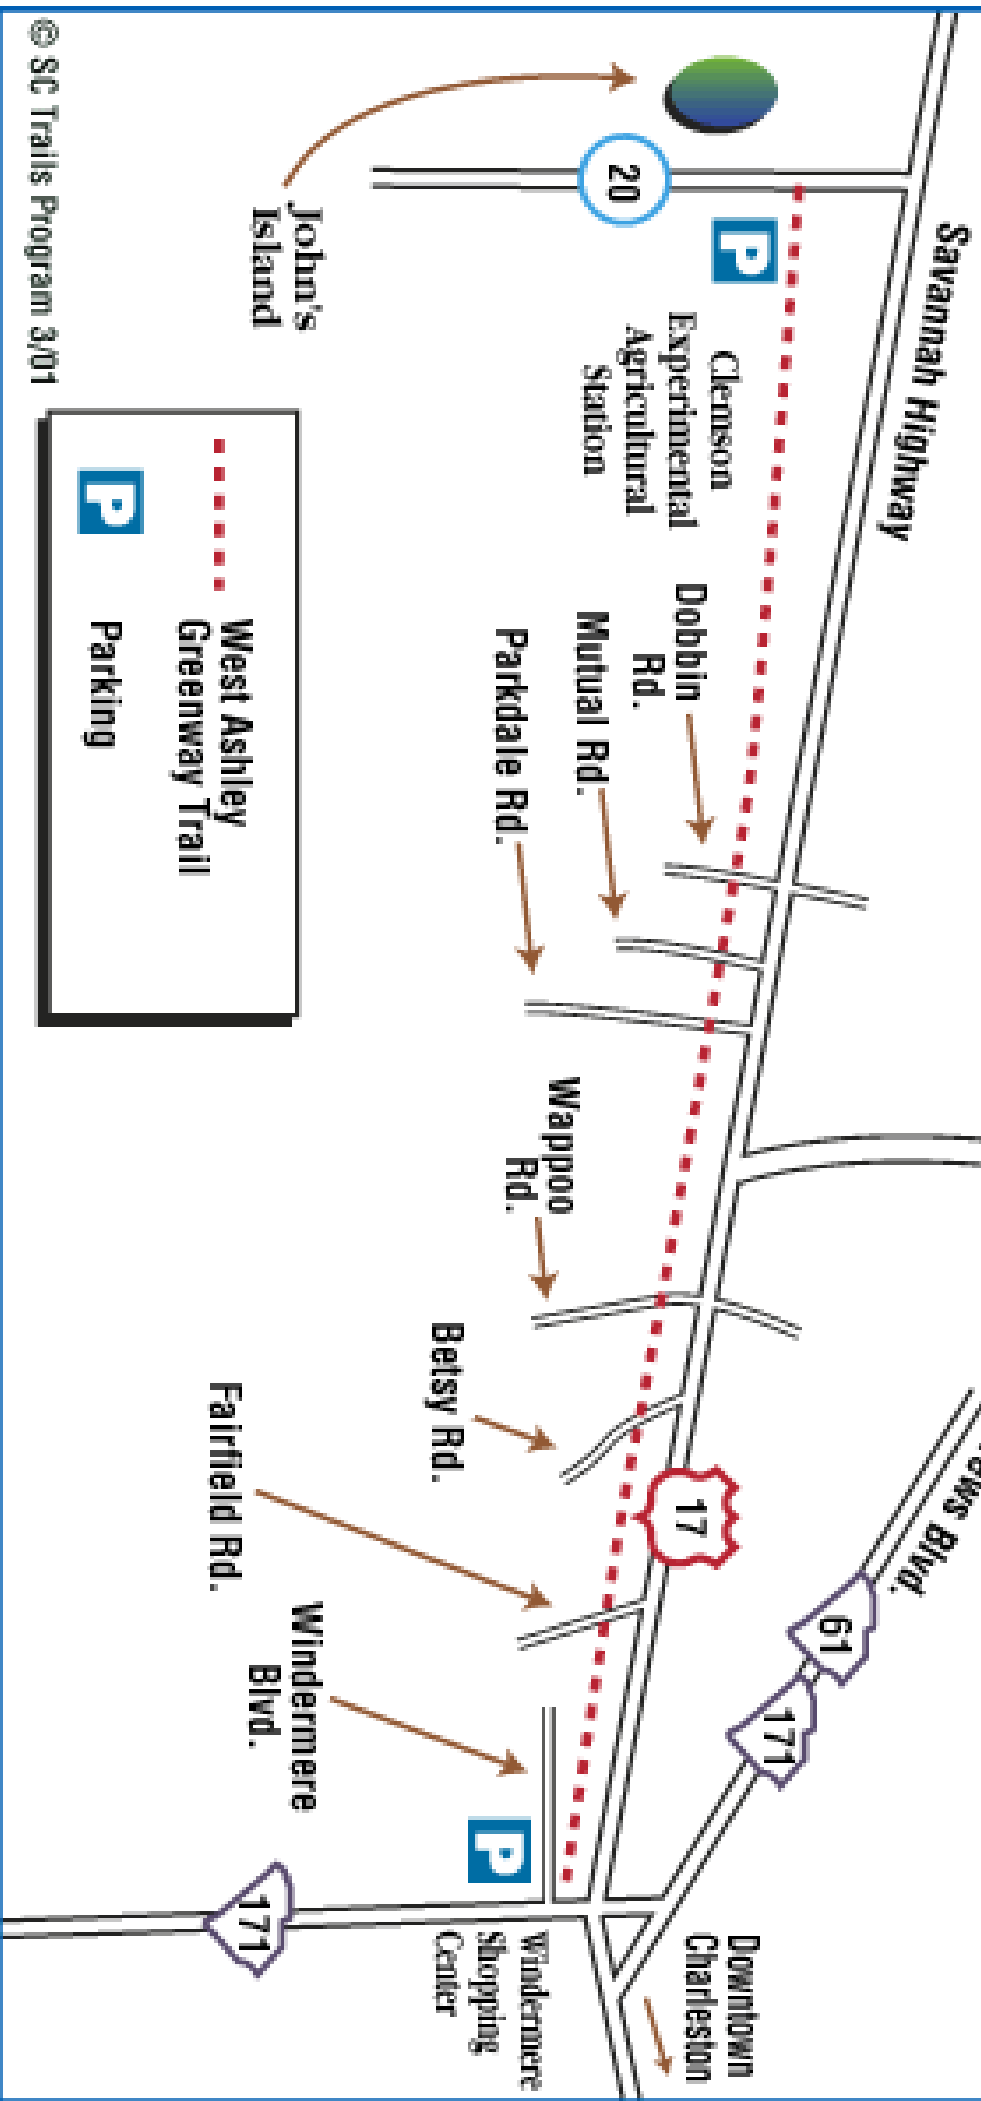 Savannah Highway
20
P
Clemson
Experimental
Agricultural
Station
John's
Island
Dobbin
Rd.
Mutual Rd.
Parkdale Rd.
Wappoo
Rd.
Betsy Rd.
Fairfield Rd.
Windermere
Blvd.
17
Blvd.
61
171
P
171
Downtown
Charleston
Windermere
Shopping
Center
West Ashley
Greenway Trail
P
Parking
© SC Trails Program 3/01